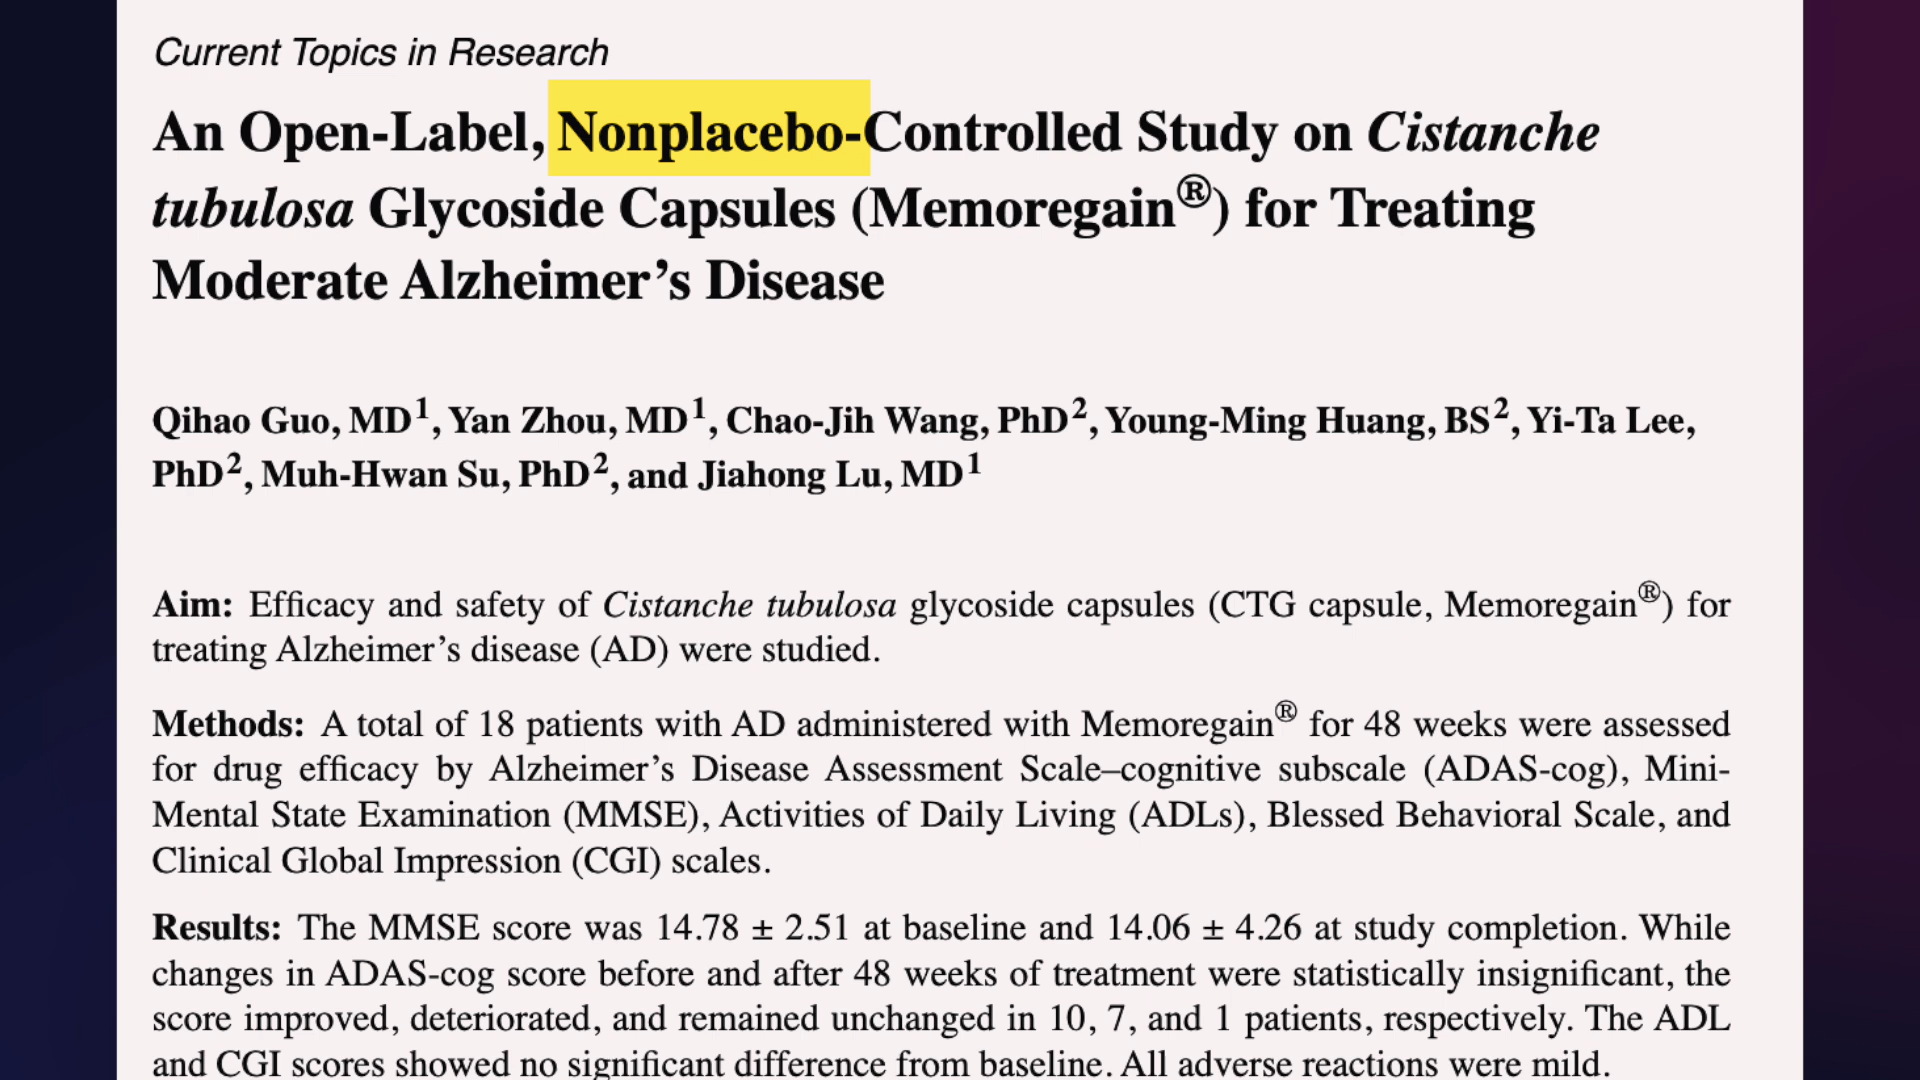 Current Topics in Research
An Open-Label, Nonplacebo-Controlled Study on Cistanche
tubulosa Glycoside Capsules (Memoregain®) for Treating
Moderate Alzheimer’s Disease
Qihao Guo, MD1, Yan Zhou, MD1, Chao-Jih Wang, PhD2, Young-Ming Huang, BS2, Yi-Ta Lee,
PhD2, Muh-Hwan Su, PhD2, and Jiahong Lu, MD1
Aim: Efficacy and safety of Cistanche tubulosa glycoside capsules (CTG capsule, Memoregain®) for
treating Alzheimer’s disease (AD) were studied.
Methods: A total of 18 patients with AD administered with Memoregain® for 48 weeks were assessed
for drug efficacy by Alzheimer’s Disease Assessment Scale–cognitive subscale (ADAS-cog), Mini-
Mental State Examination (MMSE), Activities of Daily Living (ADLs), Blessed Behavioral Scale, and
Clinical Global Impression (CGI) scales.
Results: The MMSE score was 14.78 ± 2.51 at baseline and 14.06 ± 4.26 at study completion. While
changes in ADAS-cog score before and after 48 weeks of treatment were statistically insignificant, the
score improved, deteriorated, and remained unchanged in 10, 7, and 1 patients, respectively. The ADL
and CGI scores showed no significant difference from baseline. All adverse reactions were mild.